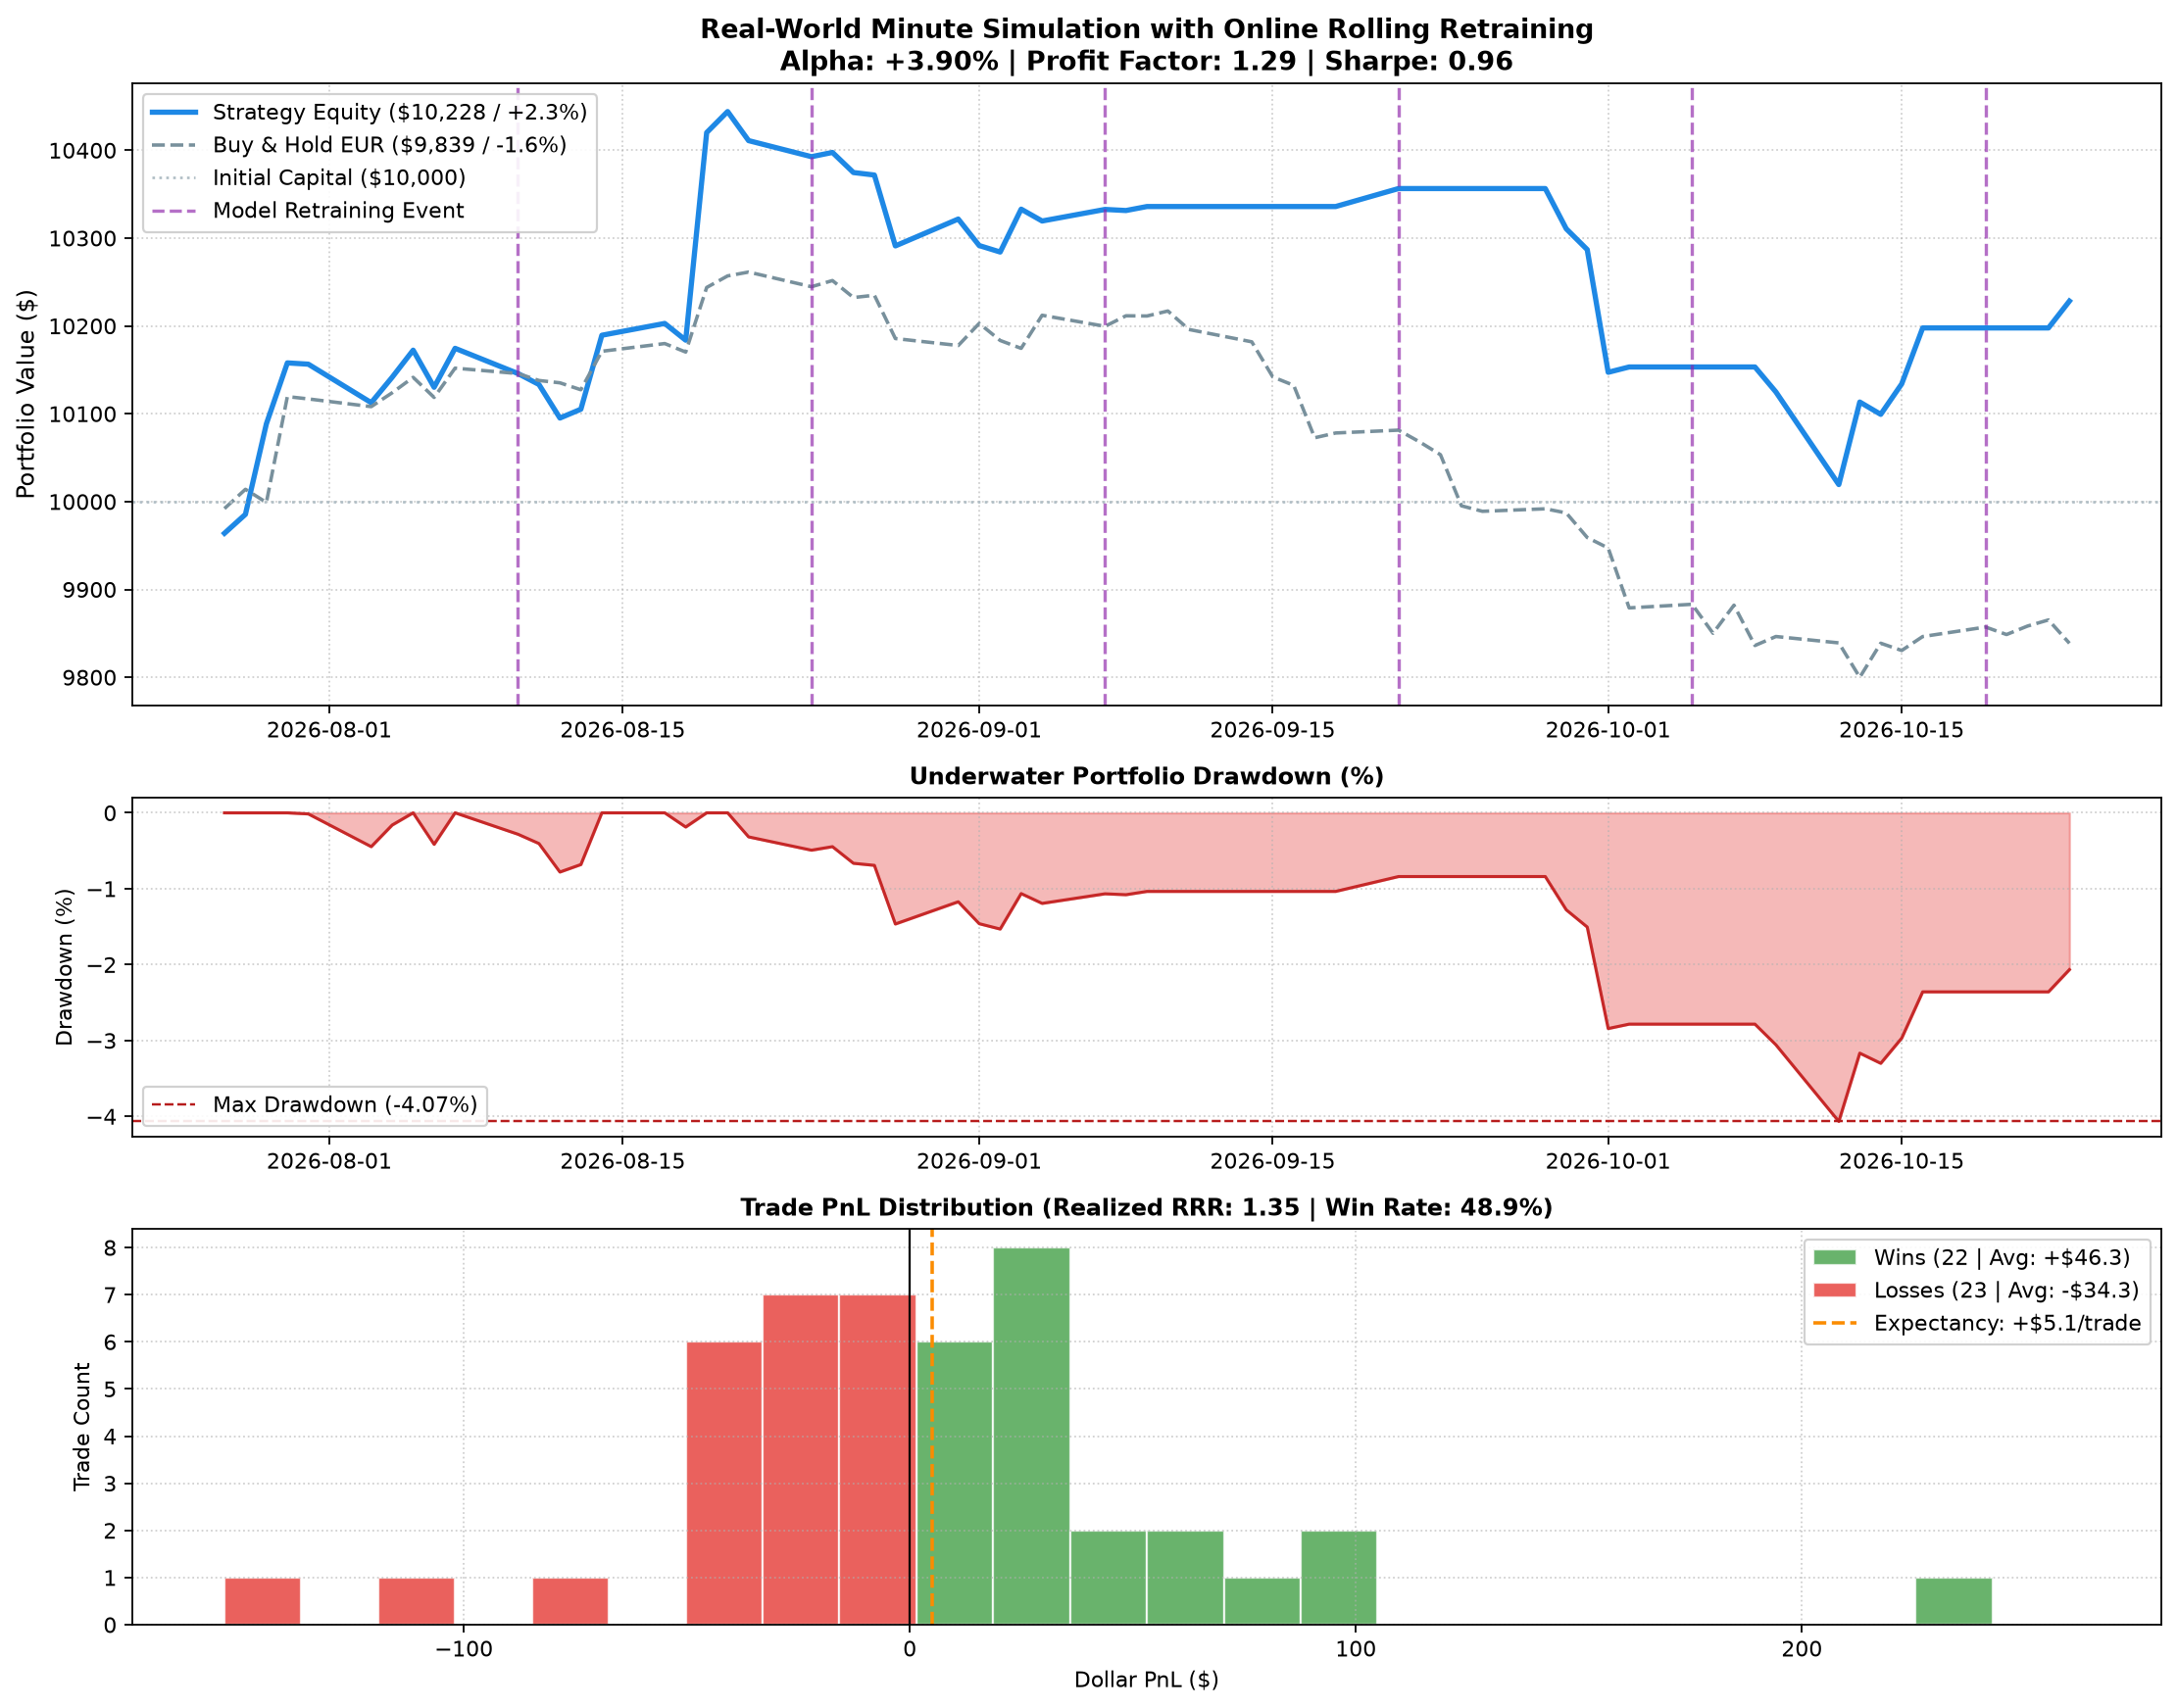 Real-World Minute Simulation with Online Rolling Retraining
Alpha: +3.90% | Profit Factor: 1.29 | Sharpe: 0.96
Strategy Equity ($10,228 / +2.3%)
Buy & Hold EUR ($9,839 / -1.6%)
Initial Capital ($10,000)
Model Retraining Event
Portfolio Value ($)
10400
10300
10200
10100
10000
9900
9800
2026-08-01
2026-08-15
2026-09-01
2026-09-15
2026-10-01
2026-10-15
Underwater Portfolio Drawdown (%)
Drawdown (%)
0
−1
−2
−3
−4
Max Drawdown (-4.07%)
2026-08-01
2026-08-15
2026-09-01
2026-09-15
2026-10-01
2026-10-15
Trade PnL Distribution (Realized RRR: 1.35 | Win Rate: 48.9%)
Wins (22 | Avg: +$46.3)
Losses (23 | Avg: -$34.3)
Expectancy: +$5.1/trade
Trade Count
8
7
6
5
4
3
2
1
0
−100
0
100
200
Dollar PnL ($)